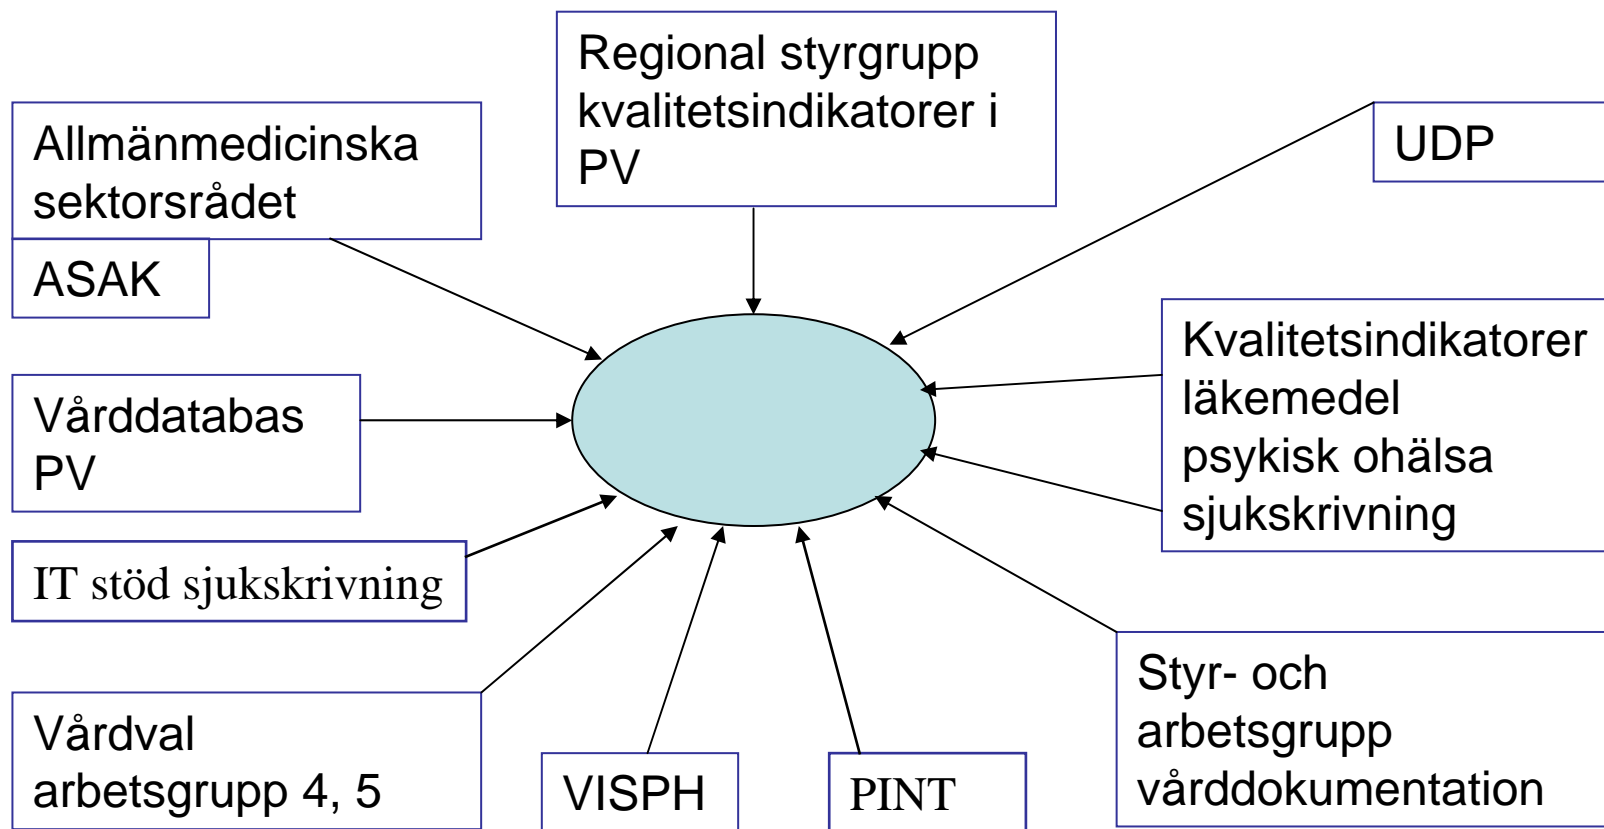 Regional styrgrupp
kvalitetsindikatorer i
PV
Allmänmedicinska
sektorsrådet
ASAK
UDP
Vårddatabas
PV
Kvalitetsindikatorer
läkemedel
psykisk ohälsa
sjukskrivning
IT stöd sjukskrivning
Vårdval
arbetsgrupp 4, 5
VISPH
PINT
Styr- och
arbetsgrupp
vårddokumentation